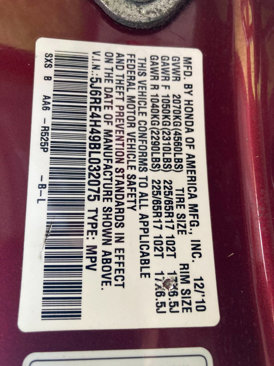 MFD. BY HONDA OF AMERICA MFG., INC. 12/'10
GVWR 2070KG(4560LBS) TIRE SIZE RIM SIZE
GAWR F 1050KG(2310LBS) 225/65R17 102T 17X6.5J
GAWR R 1040KG(2295LBS) 225/65R17 102T 17X6.5J
THIS VEHICLE CONFORMS TO ALL APPLICABLE
FEDERAL MOTOR VEHICLE SAFETY
AND THEFT PREVENTION STANDARDS IN EFFECT
ON THE DATE OF MANUFACTURE SHOWN ABOVE.
V.I.N.: 5J6RE4H49BL032075 TYPE: MPV
SXS B AA6 -R525P -B-L